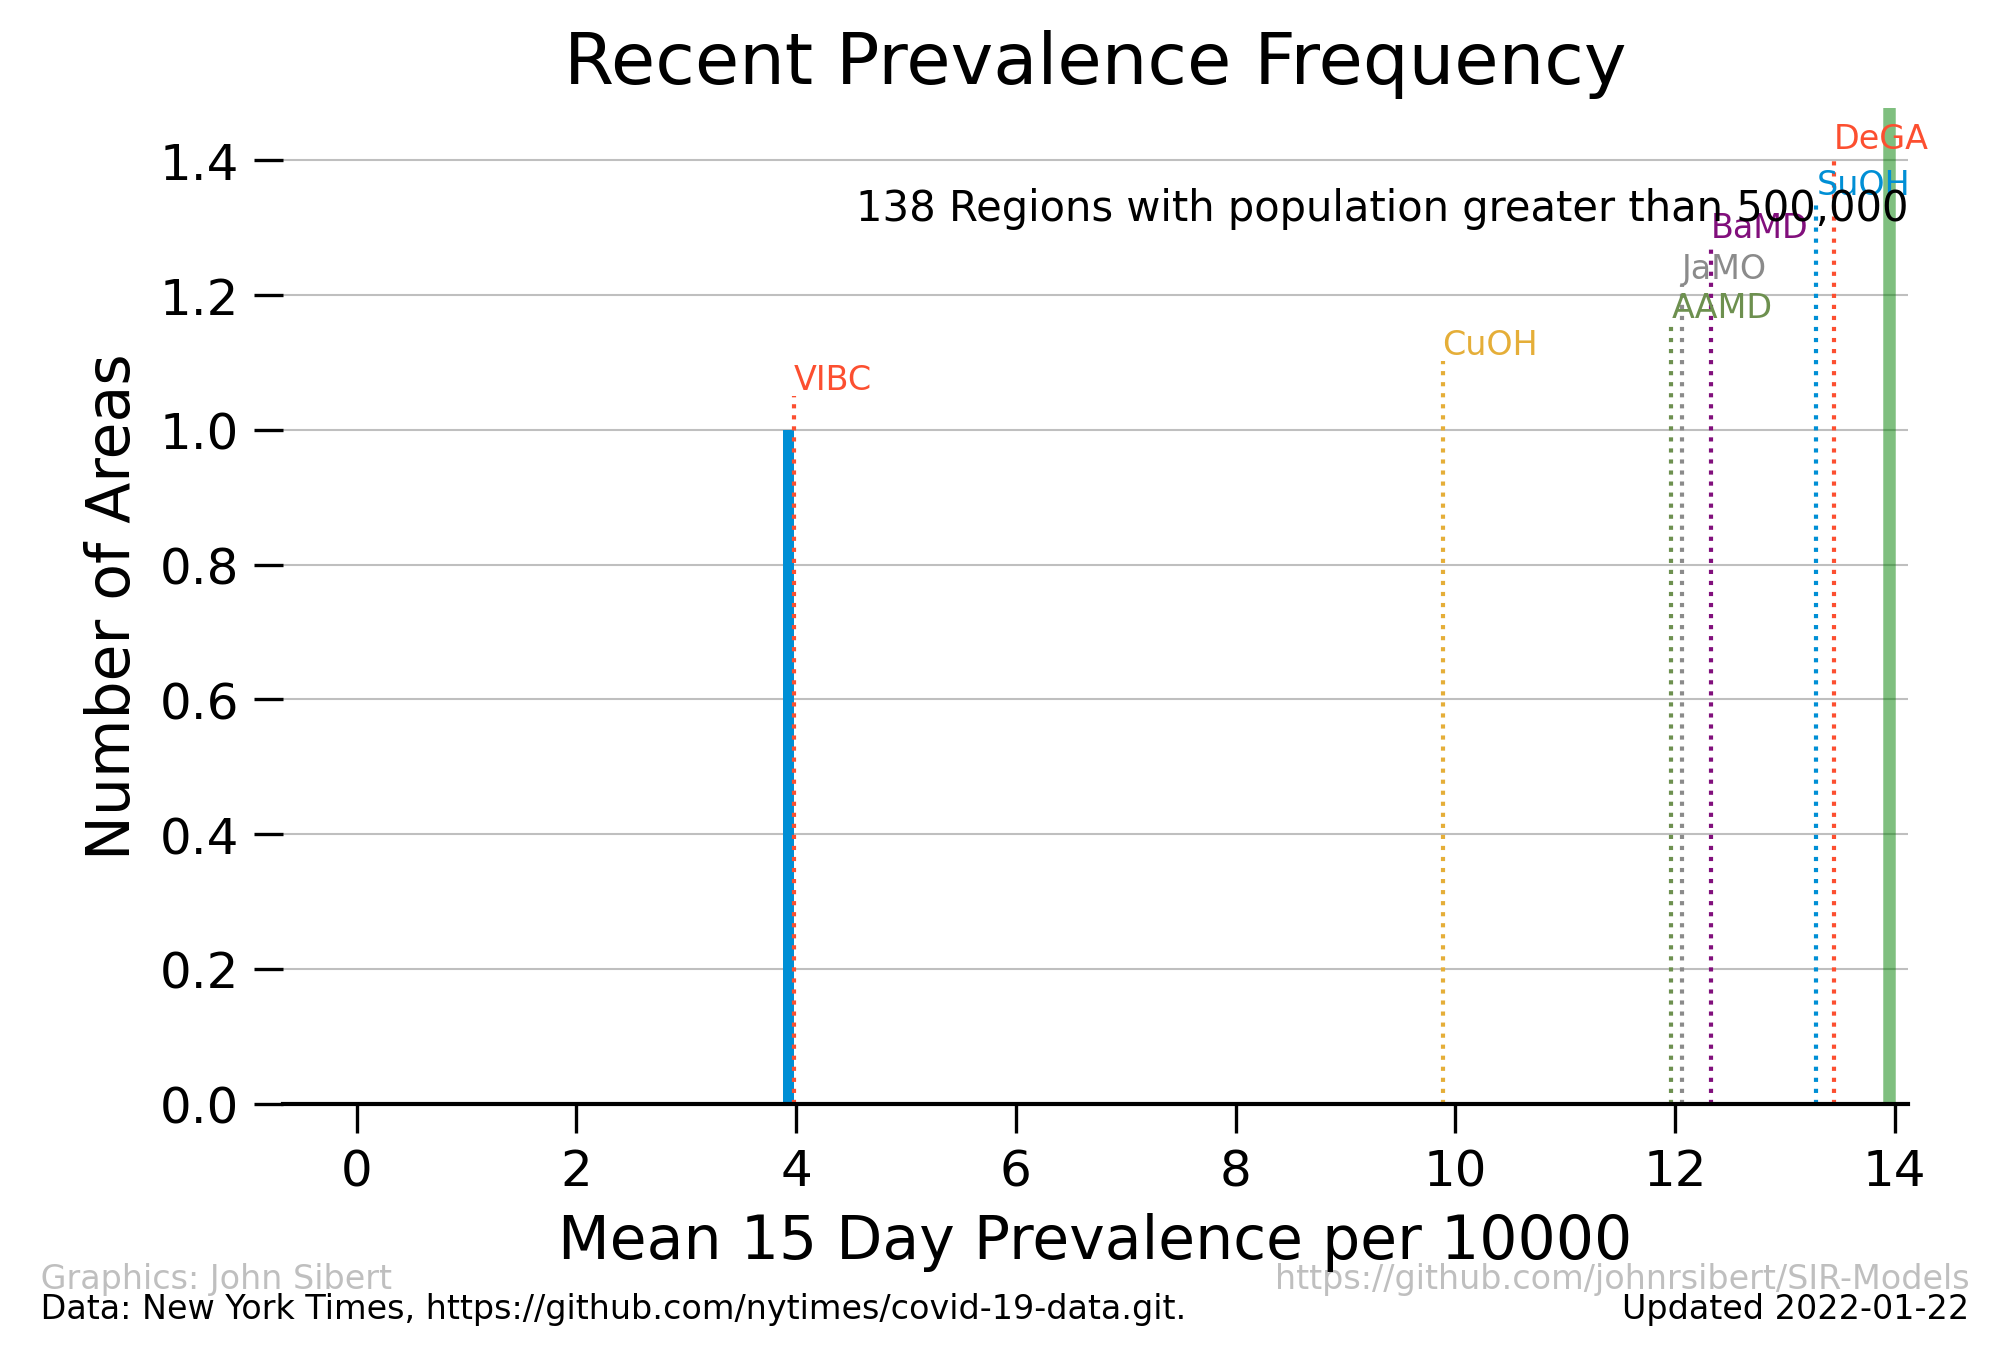 Recent Prevalence Frequency
DeGA
1.4
SuOH
138 Regions with population greater than 500,000
BaMD
JaMO
1.2
AAMD
CuOH
VIBC
1.0
0.8
0.6
0.4
0.2
0.0
Number of Areas
0 2 4 6 8 10 12 14
Mean 15 Day Prevalence per 10000
Graphics: John Sibert https://github.com/johnrsibert/SIR-Models
Data: New York Times, https://github.com/nytimes/covid-19-data.git. Updated 2022-01-22